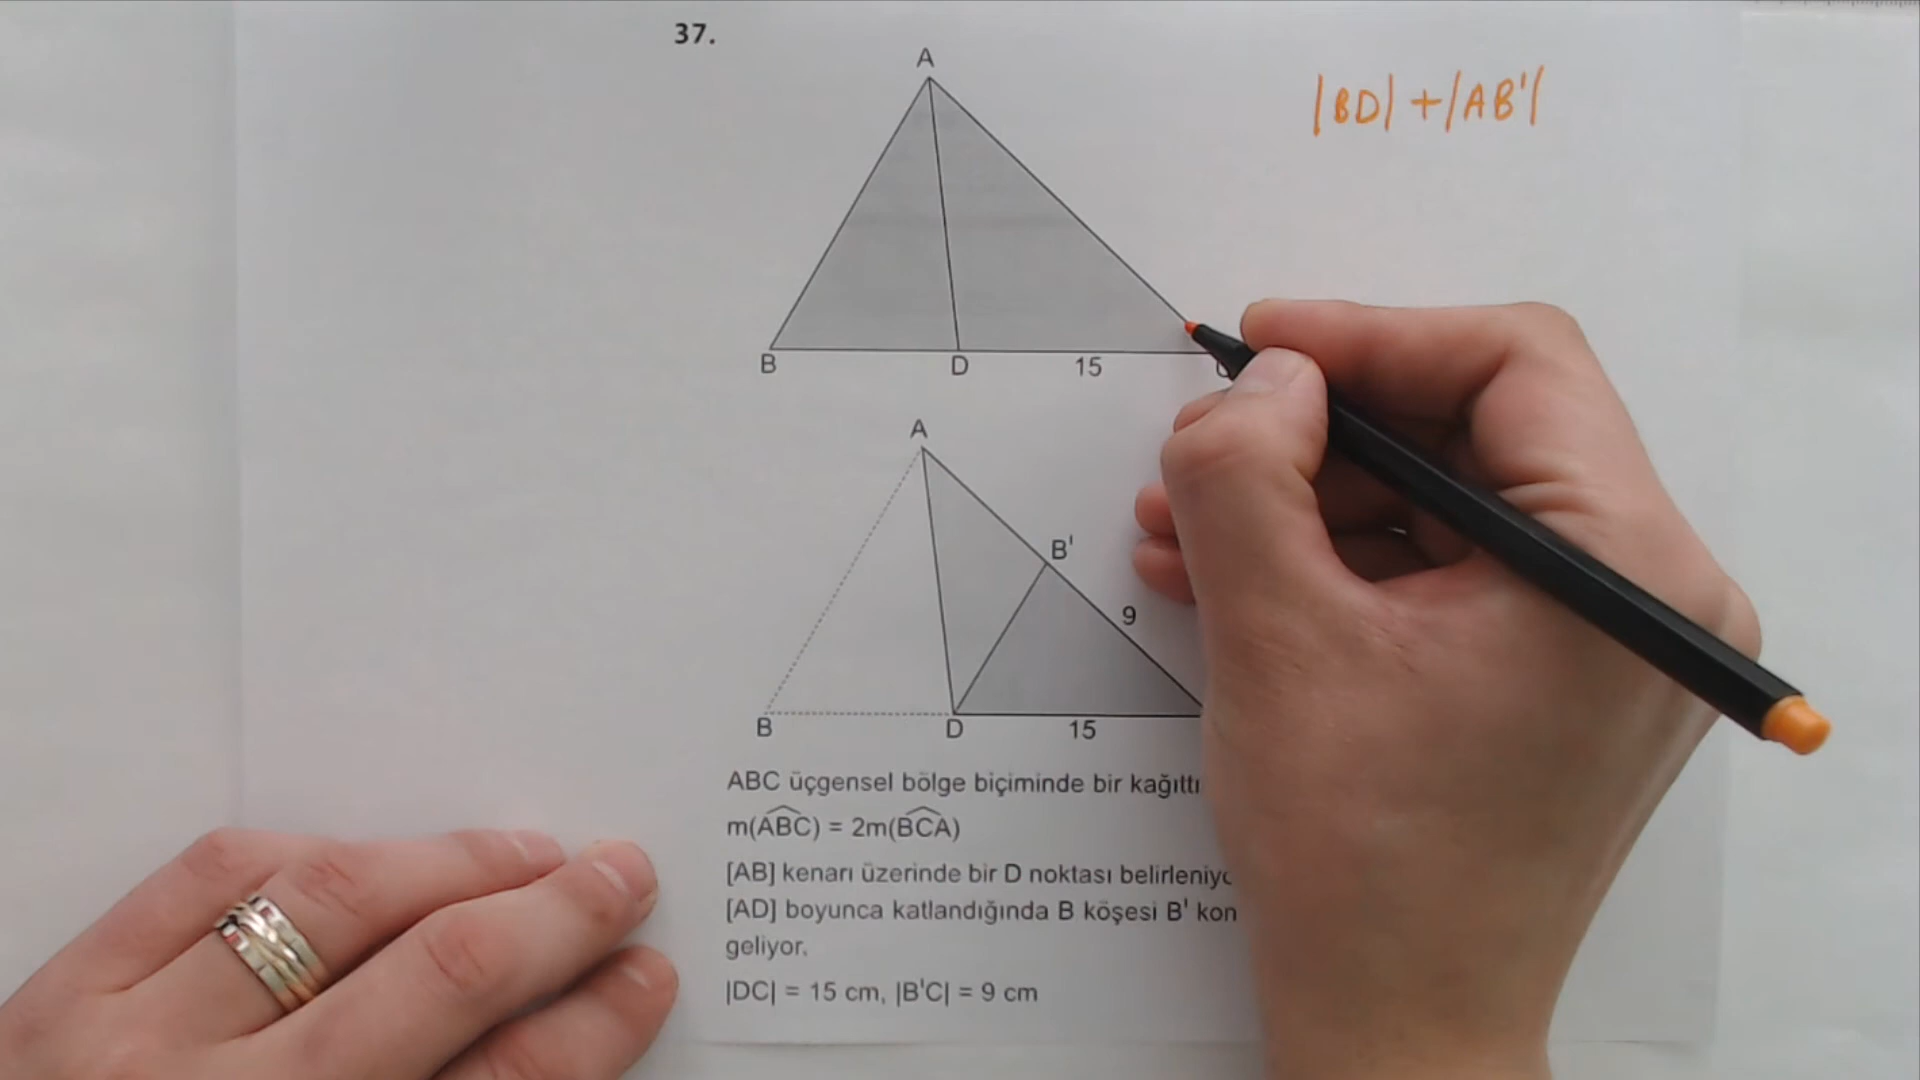 37.
|BD| + |AB'|
A
B
D
15
A
B'
9
B
D
15
ABC üçgensel bölge biçiminde bir kağıttı
m(ABC) = 2m(BCA)
[AB] kenarı üzerinde bir D noktası belirleniyo
[AD] boyunca katlandığında B köşesi B' kon
geliyor.
|DC| = 15 cm, |B'C| = 9 cm